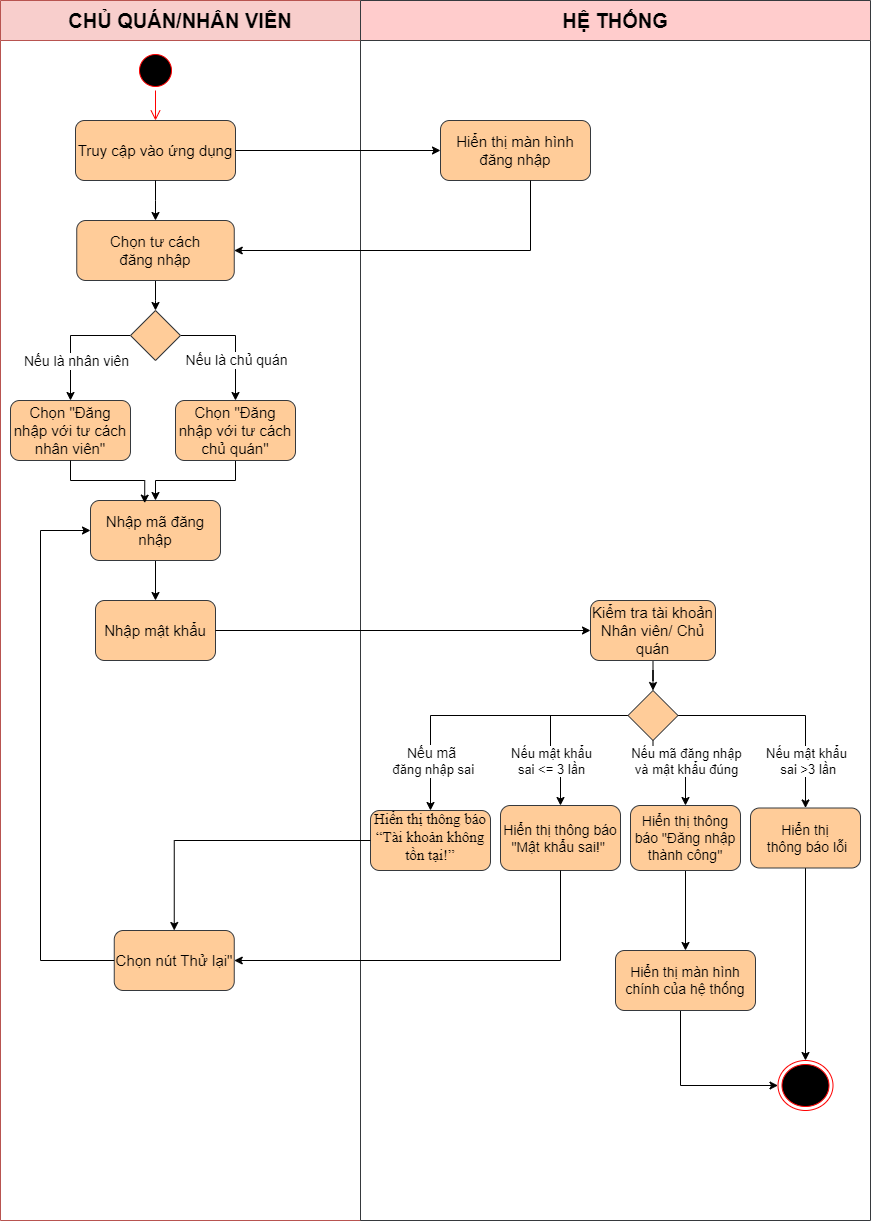 CHỦ QUÁN/NHÂN VIÊN
HỆ THỐNG
Truy cập vào ứng dụng
Hiển thị màn hình
đăng nhập
Chọn tư cách
đăng nhập
Nếu là nhân viên
Nếu là chủ quán
Chọn "Đăng
nhập với tư cách
nhân viên"
Chọn "Đăng
nhập với tư cách
chủ quán"
Nhập mã đăng
nhập
Nhập mật khẩu
Kiểm tra tài khoản
Nhân viên/ Chủ
quán
Nếu mã
đăng nhập sai
Nếu mật khẩu
sai <= 3 lần
Nếu mã đăng nhập
và mật khẩu đúng
Nếu mật khẩu
sai >3 lần
Hiển thị thông báo
“Tài khoản không
tồn tại!”
Hiển thị thông báo
"Mật khẩu sai!"
Hiển thị thông
báo "Đăng nhập
thành công"
Hiển thị
thông báo lỗi
Chọn nút Thử lại"
Hiển thị màn hình
chính của hệ thống